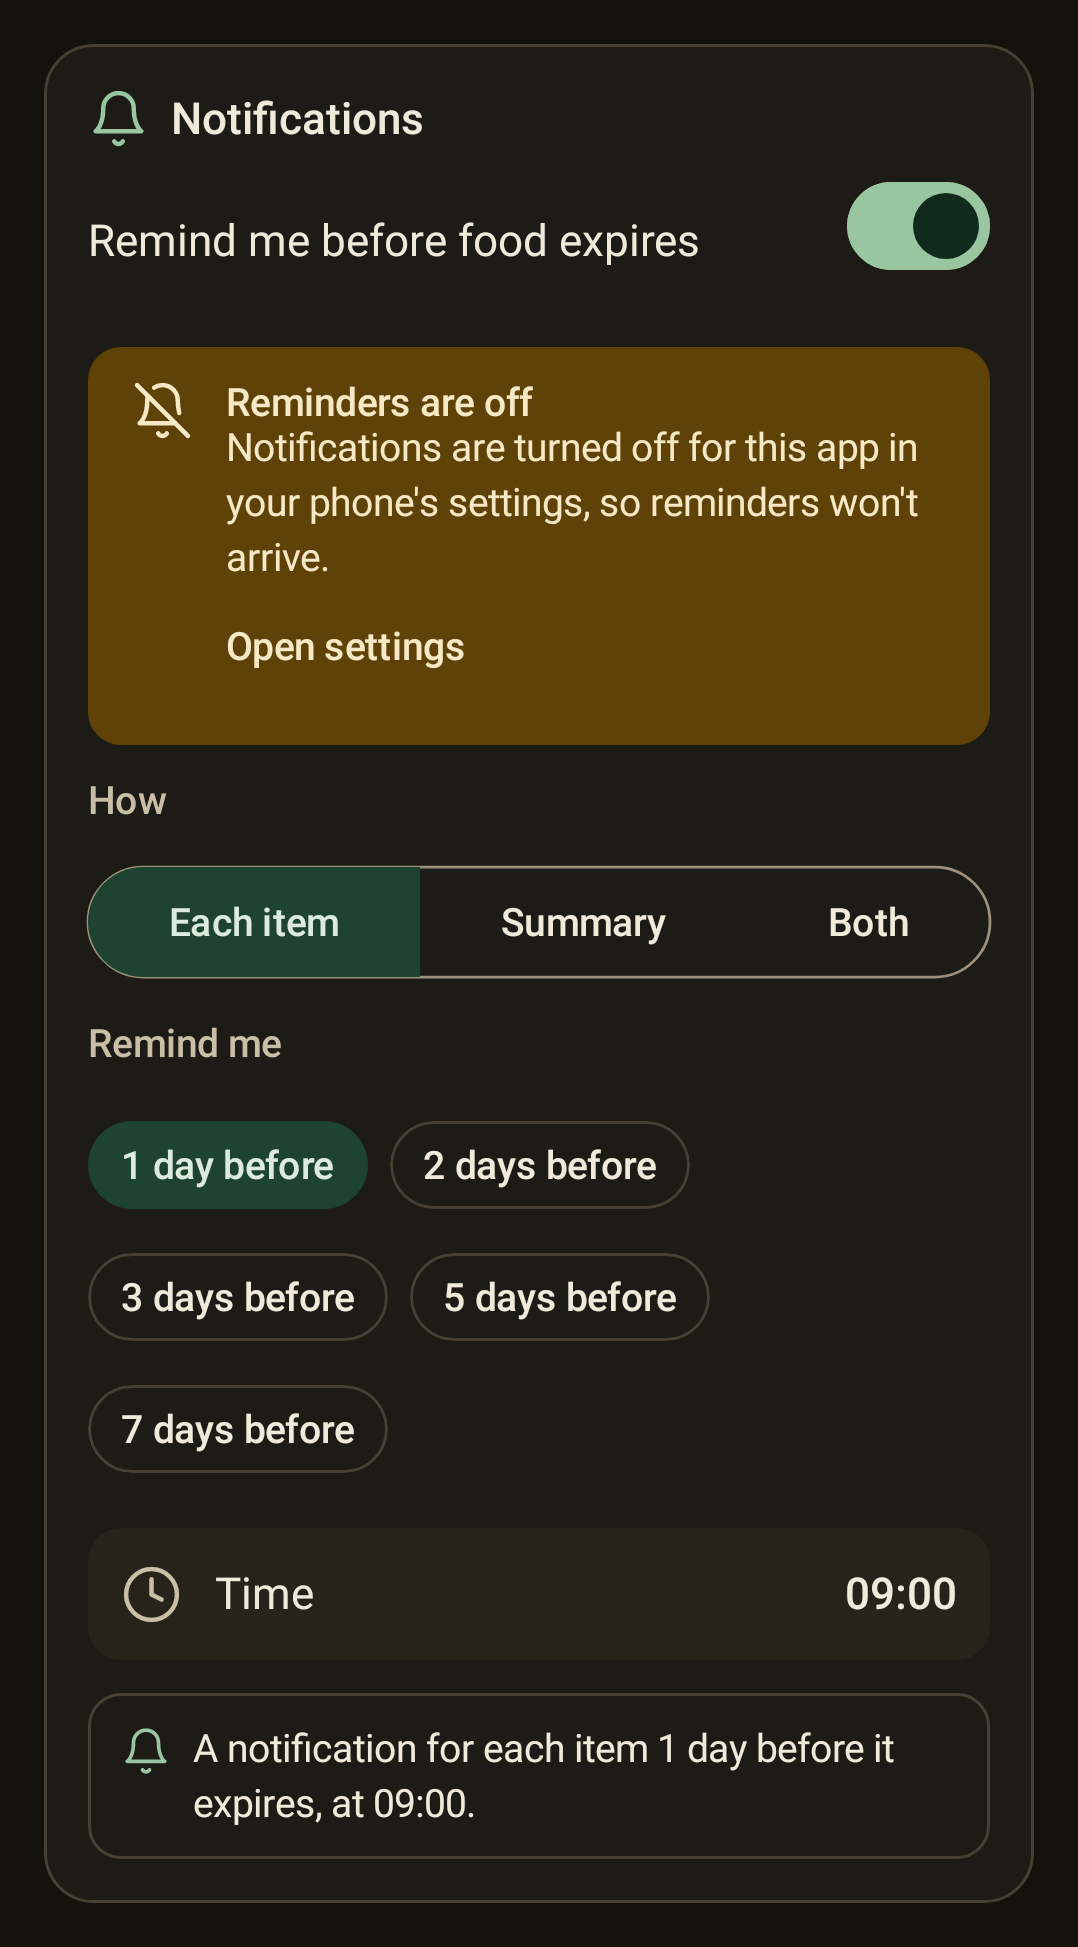 Notifications
Remind me before food expires
Reminders are off
Notifications are turned off for this app in
your phone's settings, so reminders won't
arrive.
Open settings
How
Each item Summary Both
Remind me
1 day before 2 days before
3 days before 5 days before
7 days before
Time 09:00
A notification for each item 1 day before it
expires, at 09:00.